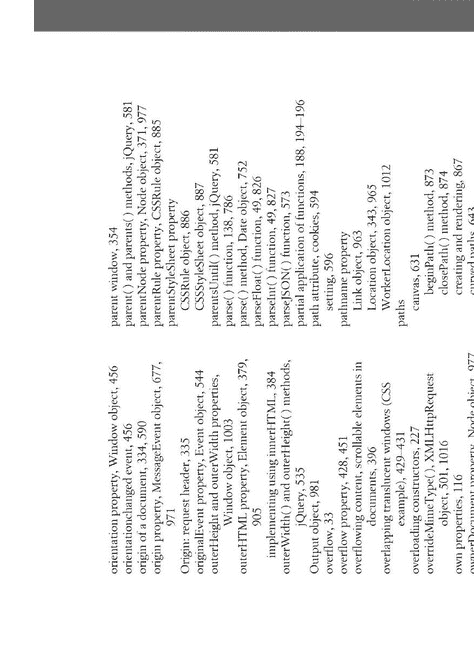 orientation property, Window object, 456
orientationchanged event, 456
origin of a document, 334, 590
origin property, MessageEvent object, 677,
971
Origin: request header, 335
originalEvent property, Event object, 544
outerHeight and outerWidth properties,
Window object, 1003
outerHTML property, Element object, 379,
905
implementing using innerHTML, 384
outerWidth( ) and outerHeight( ) methods,
jQuery, 535
Output object, 981
overflow, 33
overflow property, 428, 451
overflowing content, scrollable elements in
documents, 396
overlapping translucent windows (CSS
example), 429–431
overloading constructors, 227
overrideMimeType( ), XMLHttpRequest
object, 501, 1016
own properties, 116
ownerDocument property, Node object, 977
parent window, 354
parent( ) and parents( ) methods, jQuery, 581
parentNode property, Node object, 371, 977
parentRule property, CSSRule object, 885
parentStyleSheet property
CSSRule object, 886
CSSStyleSheet object, 887
parentsUntil( ) method, jQuery, 581
parse( ) function, 138, 786
parse( ) method, Date object, 752
parseFloat( ) function, 49, 826
parseInt( ) function, 49, 827
parseJSON( ) function, 573
partial application of functions, 188, 194–196
path attribute, cookies, 594
setting, 596
pathname property
Link object, 963
Location object, 343, 965
WorkerLocation object, 1012
paths
canvas, 631
beginPath( ) method, 873
closePath( ) method, 874
creating and rendering, 867
curved paths, 643